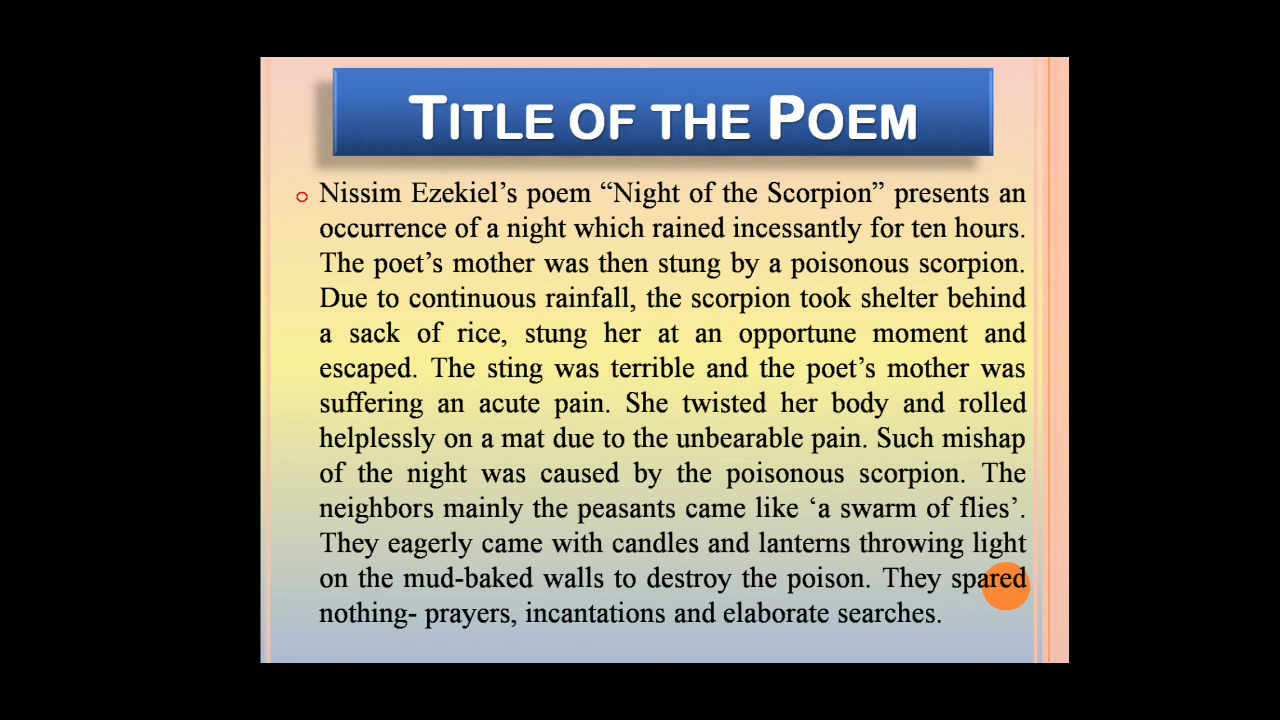 TITLE OF THE POEM
Nissim Ezekiel’s poem “Night of the Scorpion” presents an
occurrence of a night which rained incessantly for ten hours.
The poet’s mother was then stung by a poisonous scorpion.
Due to continuous rainfall, the scorpion took shelter behind
a sack of rice, stung her at an opportune moment and
escaped. The sting was terrible and the poet’s mother was
suffering an acute pain. She twisted her body and rolled
helplessly on a mat due to the unbearable pain. Such mishap
of the night was caused by the poisonous scorpion. The
neighbors mainly the peasants came like ‘a swarm of flies’.
They eagerly came with candles and lanterns throwing light
on the mud-baked walls to destroy the poison. They spared
nothing- prayers, incantations and elaborate searches.